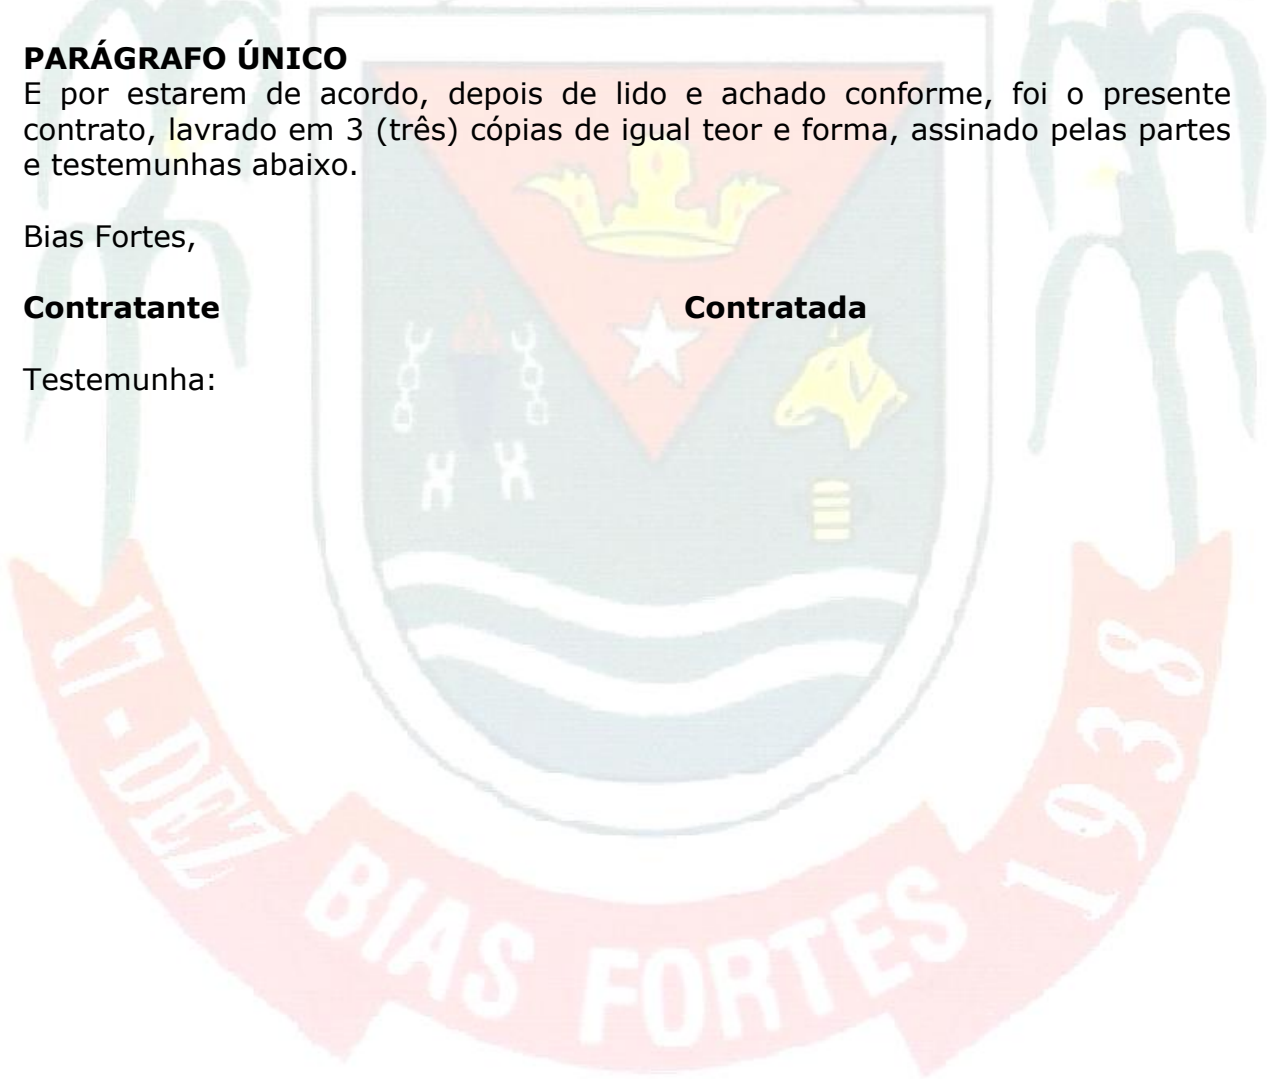 PARÁGRAFO ÚNICO
E por estarem de acordo, depois de lido e achado conforme, foi o presente
contrato, lavrado em 3 (três) cópias de igual teor e forma, assinado pelas partes
e testemunhas abaixo.
Bias Fortes,
Contratante Contratada
Testemunha:
17 - DEZ BIAS FORTES 1938